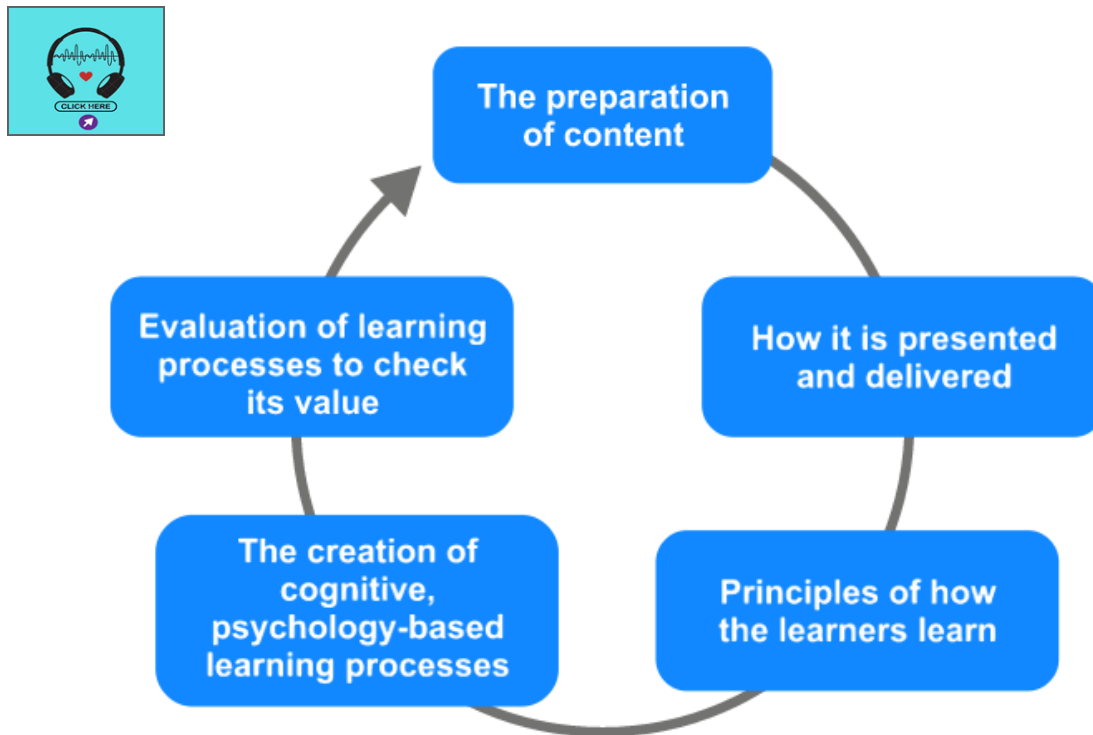 CLICK HERE
The preparation
of content
How it is presented
and delivered
Principles of how
the learners learn
The creation of
cognitive,
psychology-based
learning processes
Evaluation of learning
processes to check
its value